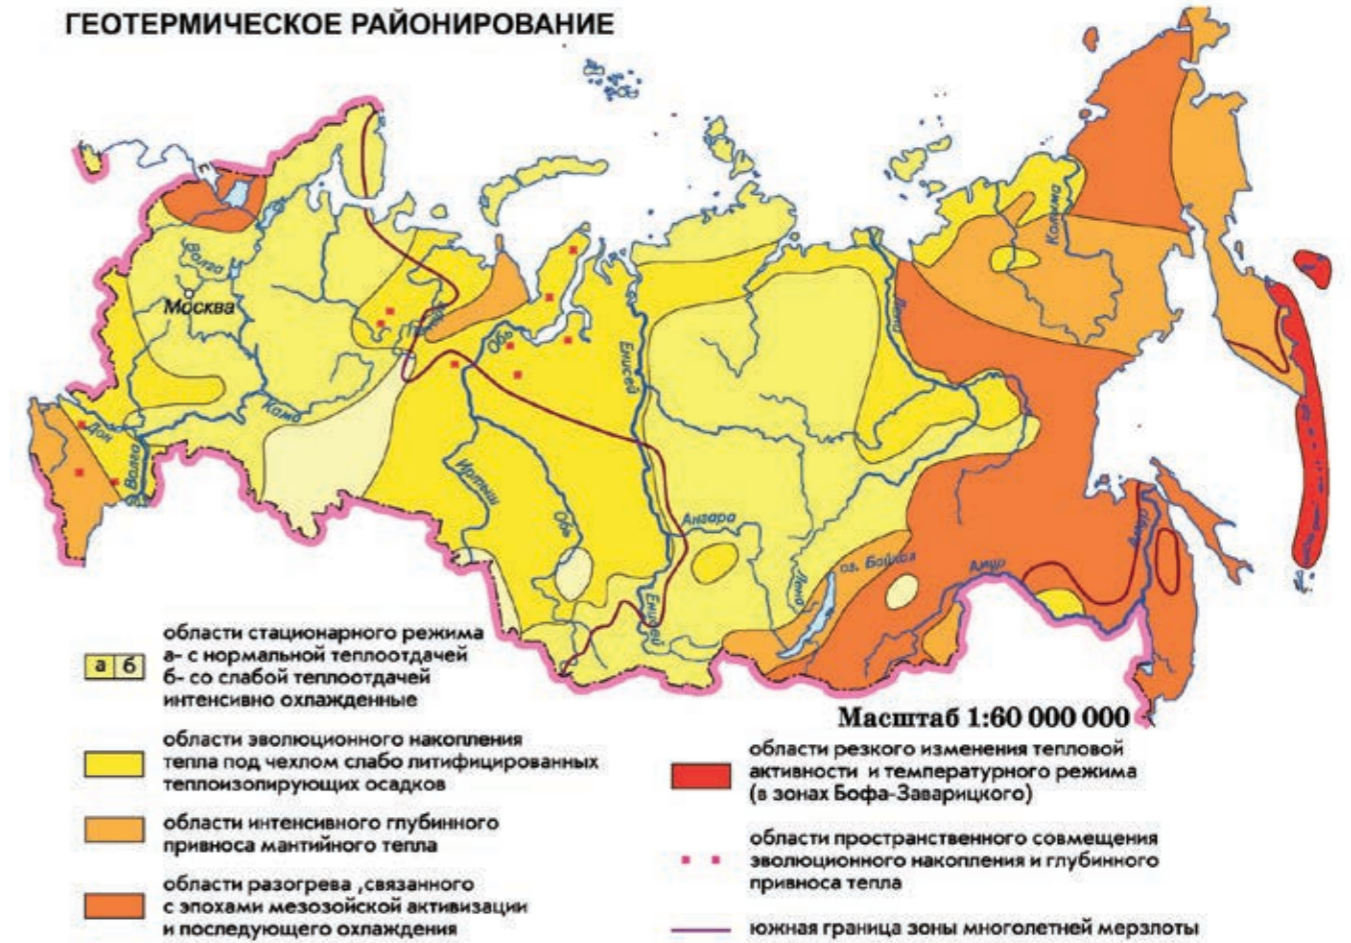 ГЕОТЕРМИЧЕСКОЕ РАЙОНИРОВАНИЕ
Волга
Москва
Кама
Дон
Волга
Обь
Енисей
Иртыш
Обь
Ангара
Енисей
Лена
Лена
оз. Байкал
Амур
Амур
Колыма
а б
области стационарного режима
а- с нормальной теплоотдачей
б- со слабой теплоотдачей
интенсивно охлажденные
области эволюционного накопления
тепла под чехлом слабо литифицированных
теплоизолирующих осадков
области интенсивного глубинного
привноса мантийного тепла
области разогрева ,связанного
с эпохами мезозойской активизации
и последующего охлаждения
Масштаб 1:60 000 000
области резкого изменения тепловой
активности и температурного режима
(в зонах Бофа-Заварицкого)
области пространственного совмещения
эволюционного накопления и глубинного
привноса тепла
южная граница зоны многолетней мерзлоты